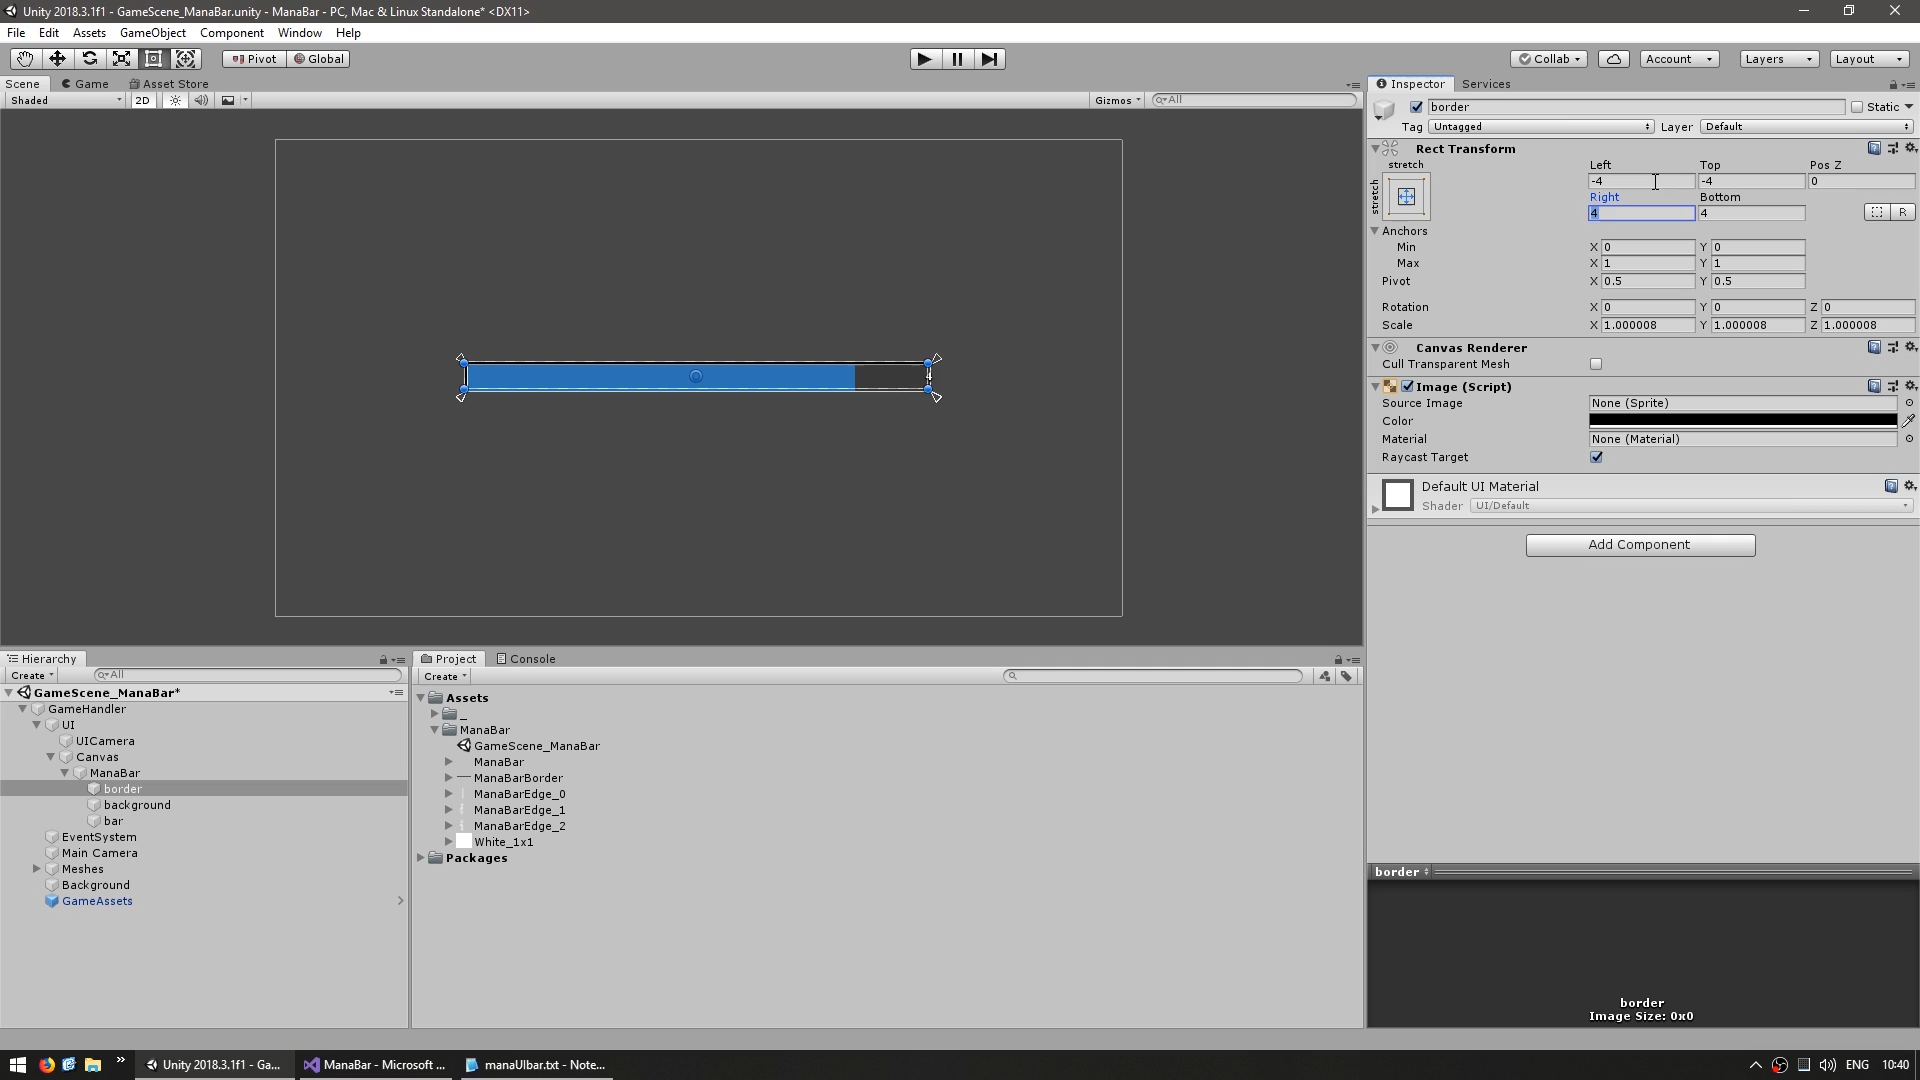 Unity 2018.3.1f1 - GameScene_ManaBar.unity - ManaBar - PC, Mac & Linux Standalone* <DX11>
File Edit Assets GameObject Component Window Help
Pivot Global Collab Account Layers Layout
Scene Game Asset Store
Shaded 2D Gizmos All
Inspector Services
border Static
Tag Untagged Layer Default
Rect Transform
stretch Left Top Pos Z
stretch
-4 -4 0
Right Bottom
4 4 R
Anchors
Min X 0 Y 0
Max X 1 Y 1
Pivot X 0.5 Y 0.5
Rotation X 0 Y 0 Z 0
Scale X 1.000008 Y 1.000008 Z 1.000008
Canvas Renderer
Cull Transparent Mesh
Image (Script)
Source Image None (Sprite)
Color
Material None (Material)
Raycast Target
Default UI Material
Shader UI/Default
Add Component
4
Hierarchy
Create All
GameScene_ManaBar*
GameHandler
UI
UICamera
Canvas
ManaBar
border
background
bar
EventSystem
Main Camera
Meshes
Background
GameAssets
Project Console
Create
Assets
_
ManaBar
GameScene_ManaBar
ManaBar
ManaBarBorder
ManaBarEdge_0
ManaBarEdge_1
ManaBarEdge_2
White_1x1
Packages
border
border
Image Size: 0x0
» Unity 2018.3.1f1 - Ga... ManaBar - Microsoft ... manaUIbar.txt - Note... ENG 10:40